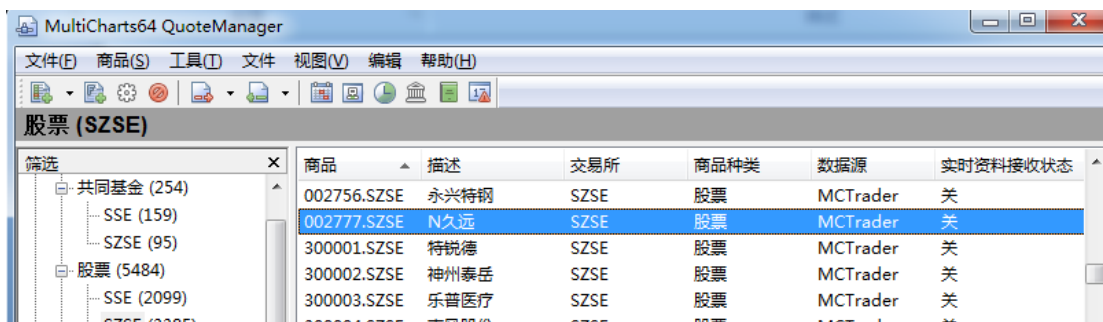 MultiCharts64 QuoteManager
文件(F) 商品(S) 工具(T) 文件 视图(V) 编辑 帮助(H)
股票 (SZSE)
筛选 × 商品 描述 交易所 商品种类 数据源 实时资料接收状态
共同基金 (254)
SSE (159)
SZSE (95)
股票 (5484)
SSE (2099)
002756.SZSE 永兴特钢 SZSE 股票 MCTrader 关
002777.SZSE N久远 SZSE 股票 MCTrader 关
300001.SZSE 特锐德 SZSE 股票 MCTrader 关
300002.SZSE 神州泰岳 SZSE 股票 MCTrader 关
300003.SZSE 乐普医疗 SZSE 股票 MCTrader 关